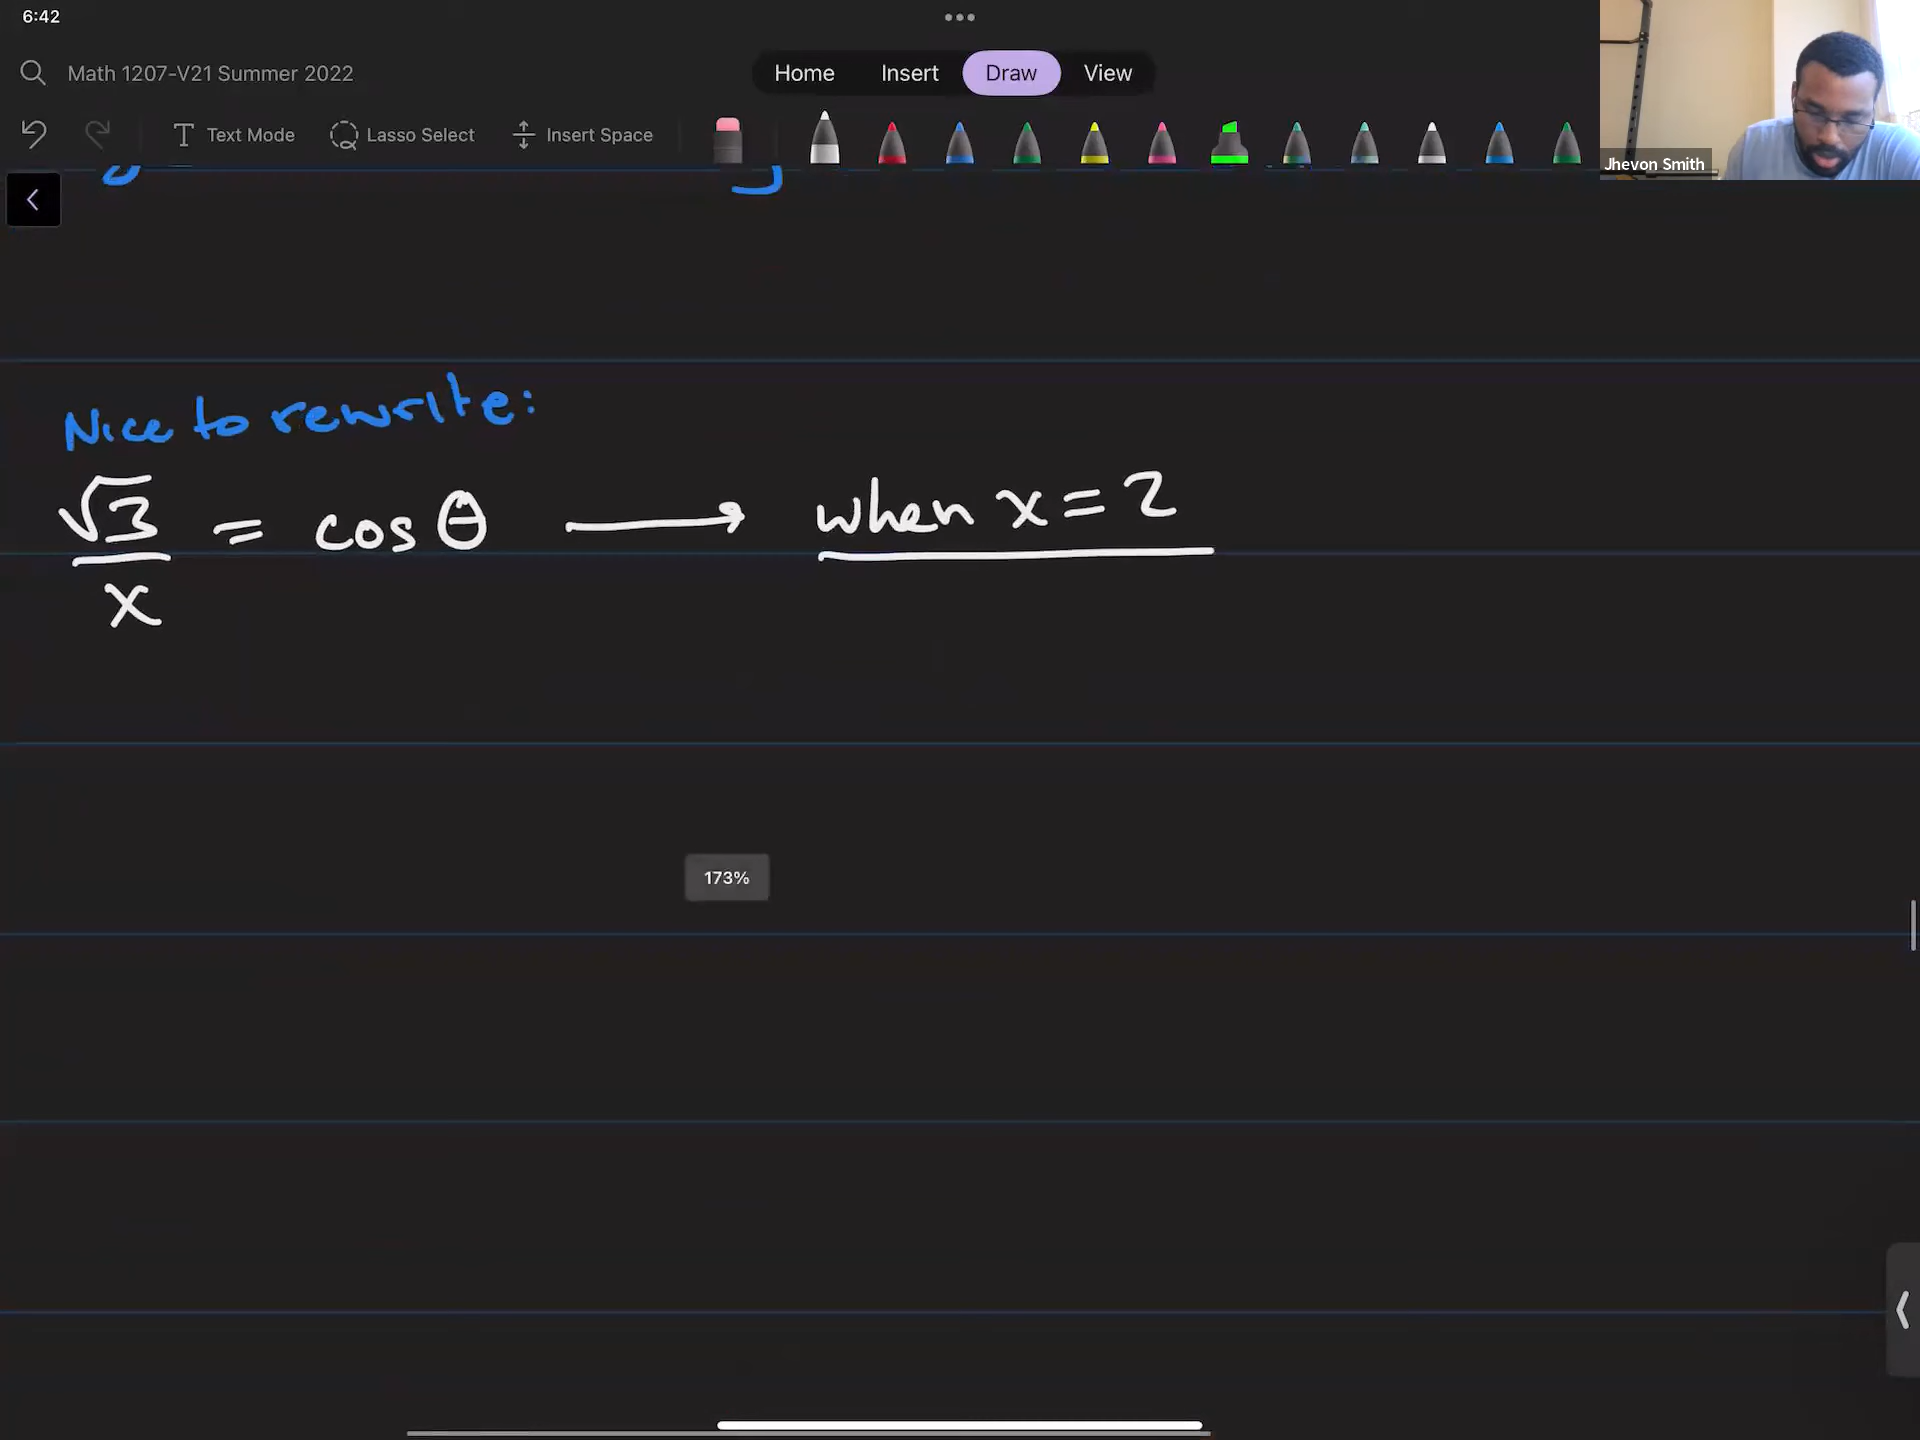 6:42
Math 1207-V21 Summer 2022
Home Insert Draw View
Text Mode Lasso Select Insert Space
Jhevon Smith
Nice to rewrite:
√3/x = cos θ → when x = 2
173%